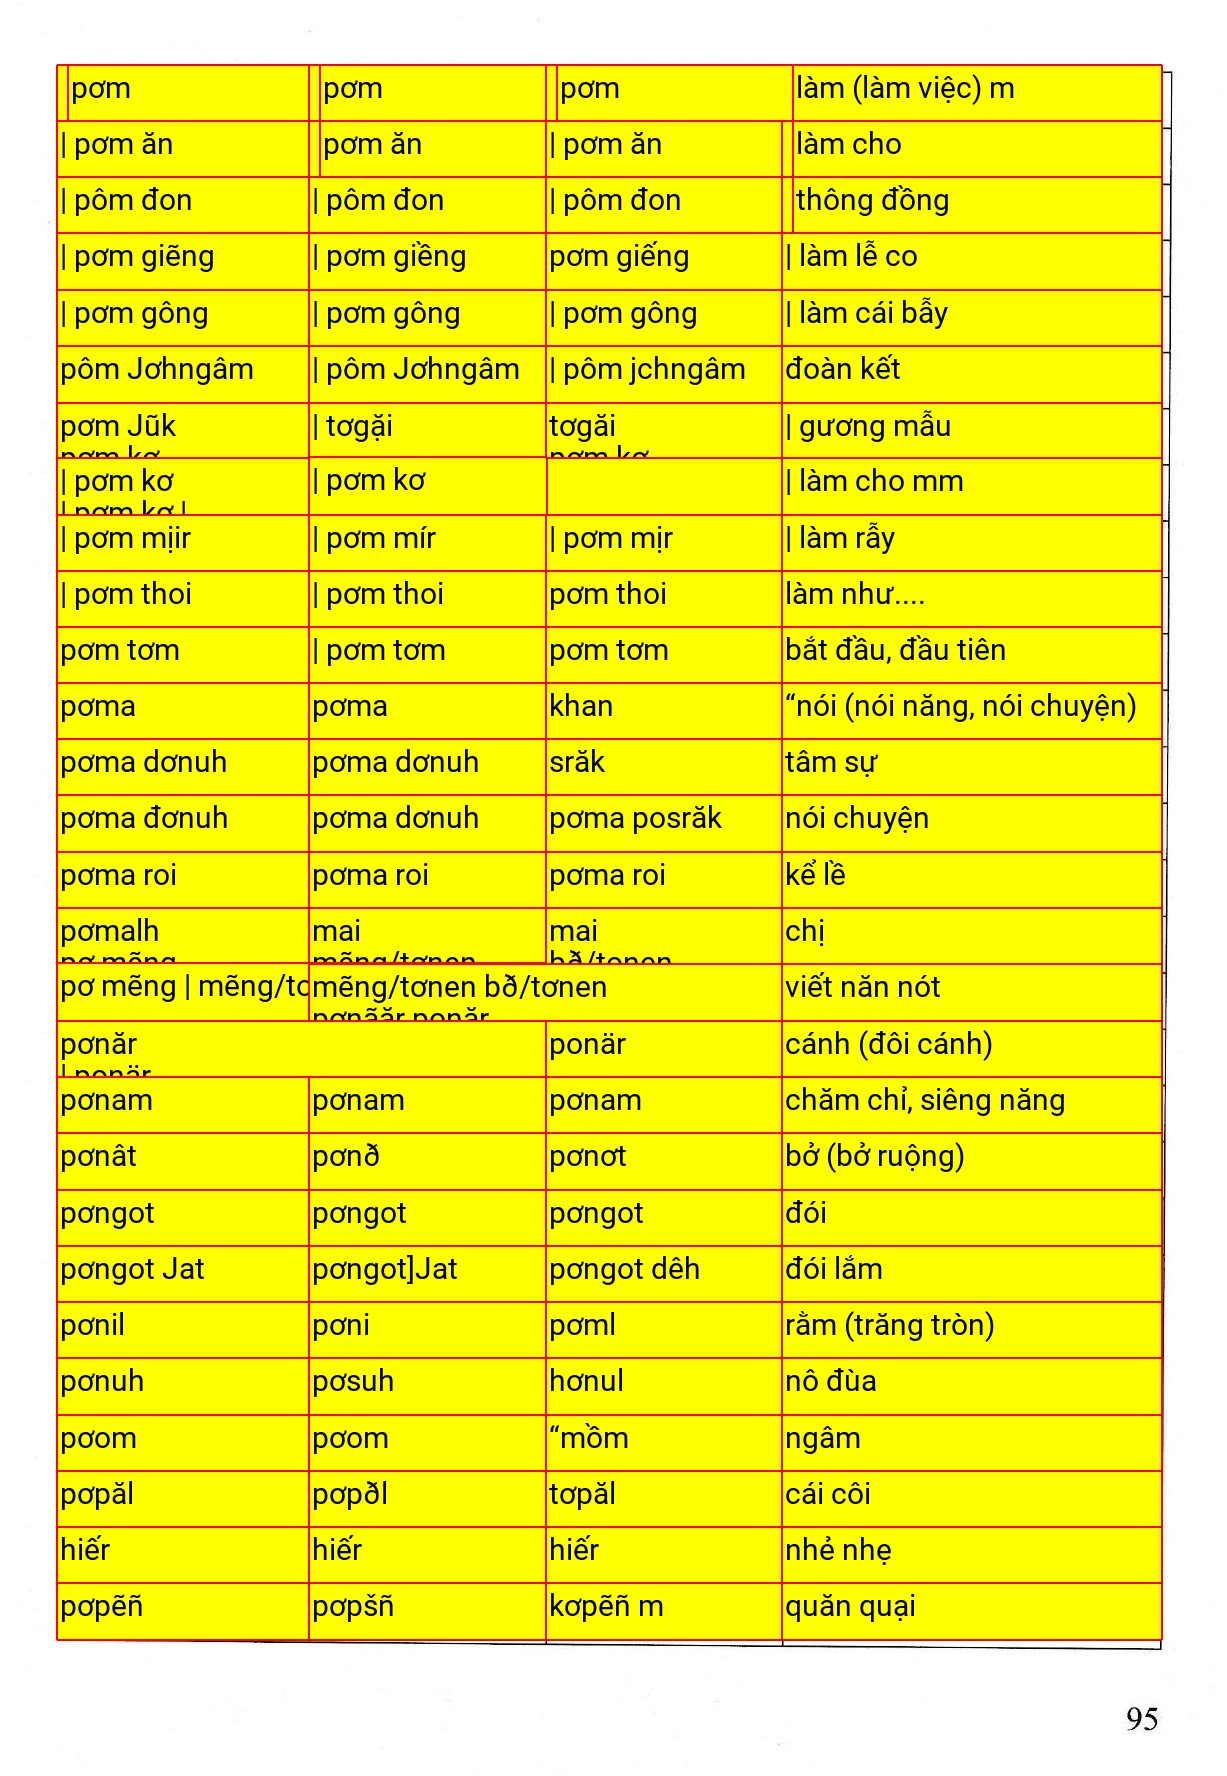 pơm pơm pơm làm (làm việc) m
| pơm ăn pơm ăn | pơm ăn làm cho
| pôm đon | pôm đon | pôm đon thông đồng
| pơm giẽng | pơm giềng pơm giếng | làm lễ co
| pơm gông | pơm gông | pơm gông | làm cái bẫy
pôm Jơhngâm | pôm Jơhngâm | pôm jchngâm đoàn kết
pơm Jũk | tơgặi tơgăi | gương mẫu
| pơm kơ | pơm kơ | làm cho mm
| pơm mịir | pơm mír | pơm mịr | làm rẫy
| pơm thoi | pơm thoi pơm thoi làm như....
pơm tơm | pơm tơm pơm tơm bắt đầu, đầu tiên
pơma pơma khan “nói (nói năng, nói chuyện)
pơma dơnuh pơma dơnuh srăk tâm sự
pơma đơnuh pơma dơnuh pơma posrăk nói chuyện
pơma roi pơma roi pơma roi kể lề
pơmalh mai mai chị
pơ mẽng | mẽng/tơ mẽng/tơnen bð/tơnen viết năn nót
pơnăr ponär cánh (đôi cánh)
pơnam pơnam pơnam chăm chỉ, siêng năng
pơnât pơnð pơnơt bở (bở ruộng)
pơngot pơngot pơngot đói
pơngot Jat pơngot]Jat pơngot dêh đói lắm
pơnil pơni pơml rằm (trăng tròn)
pơnuh pơsuh hơnul nô đùa
pơom pơom “mồm ngâm
pơpăl pơpðl tơpăl cái côi
hiếr hiếr hiếr nhẻ nhẹ
pơpẽñ pơpšñ kơpẽñ m quăn quại
95